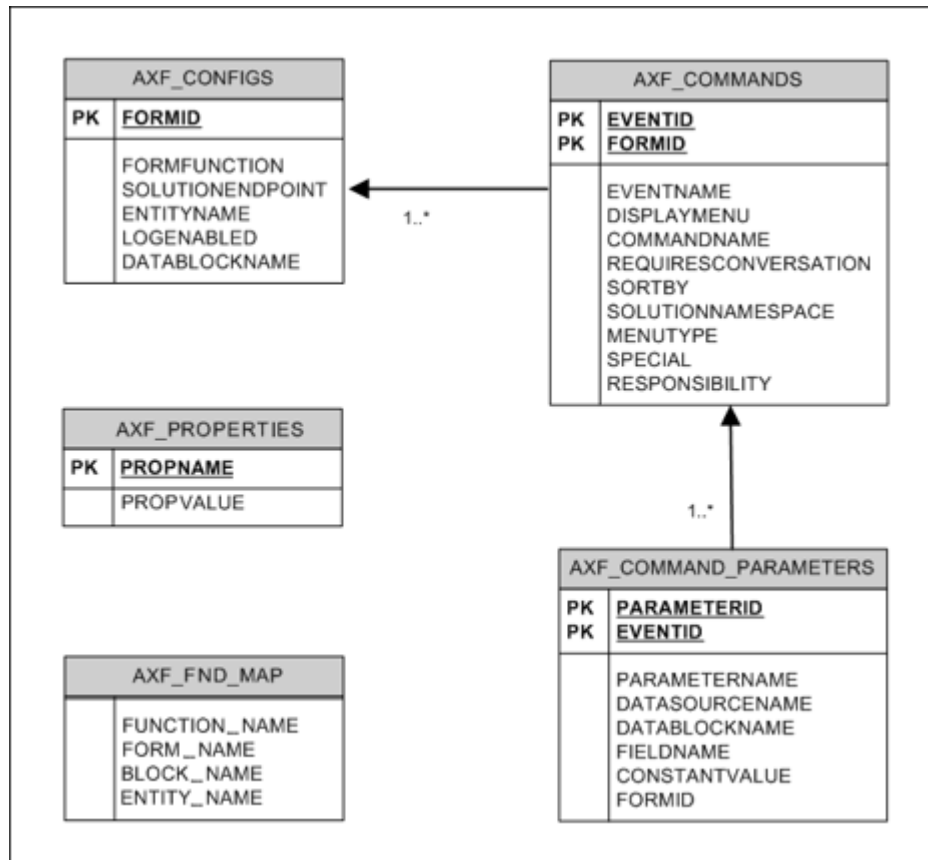 AXF_CONFIGS
PK FORMID
FORMFUNCTION
SOLUTIONENDPOINT
ENTITYNAME
LOGENABLED
DATABLOCKNAME
1..*
AXF_COMMANDS
PK EVENTID
PK FORMID
EVENTNAME
DISPLAYMENU
COMMANDNAME
REQUIRESCONVERSATION
SORTBY
SOLUTIONNAMESPACE
MENUTYPE
SPECIAL
RESPONSIBILITY
AXF_PROPERTIES
PK PROPNAME
PROPVALUE
1..*
AXF_COMMAND_PARAMETERS
PK PARAMETERID
PK EVENTID
PARAMETERNAME
DATASOURCENAME
DATABLOCKNAME
FIELDNAME
CONSTANTVALUE
FORMID
AXF_FND_MAP
FUNCTION_NAME
FORM_NAME
BLOCK_NAME
ENTITY_NAME